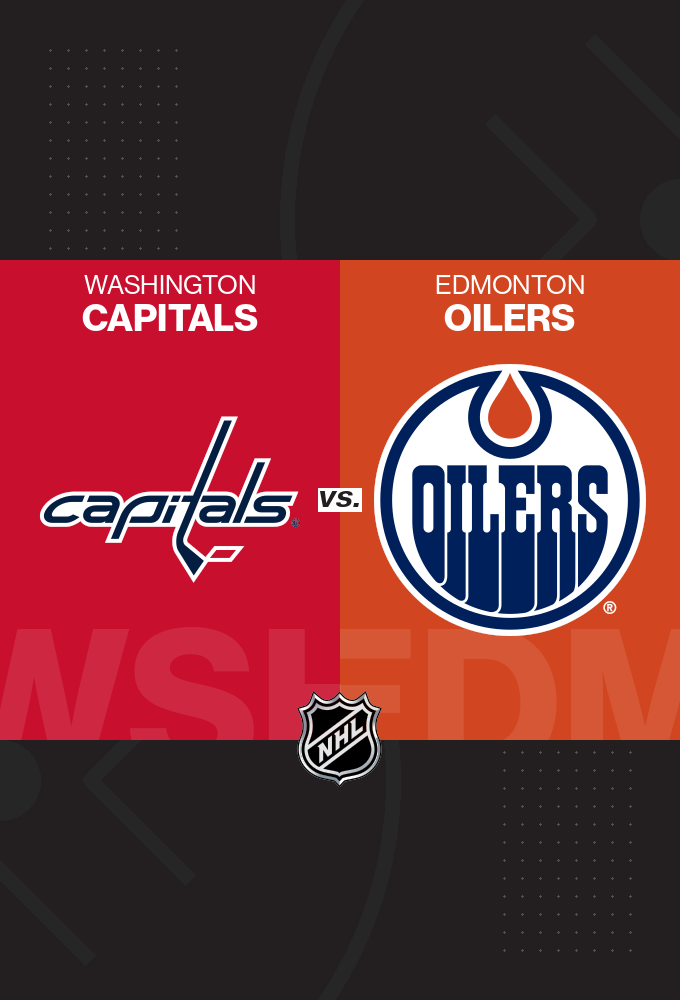 WASHINGTON
CAPITALS
EDMONTON
OILERS
capitals
vs.
OILERS
®
WSH
EDM
NHL